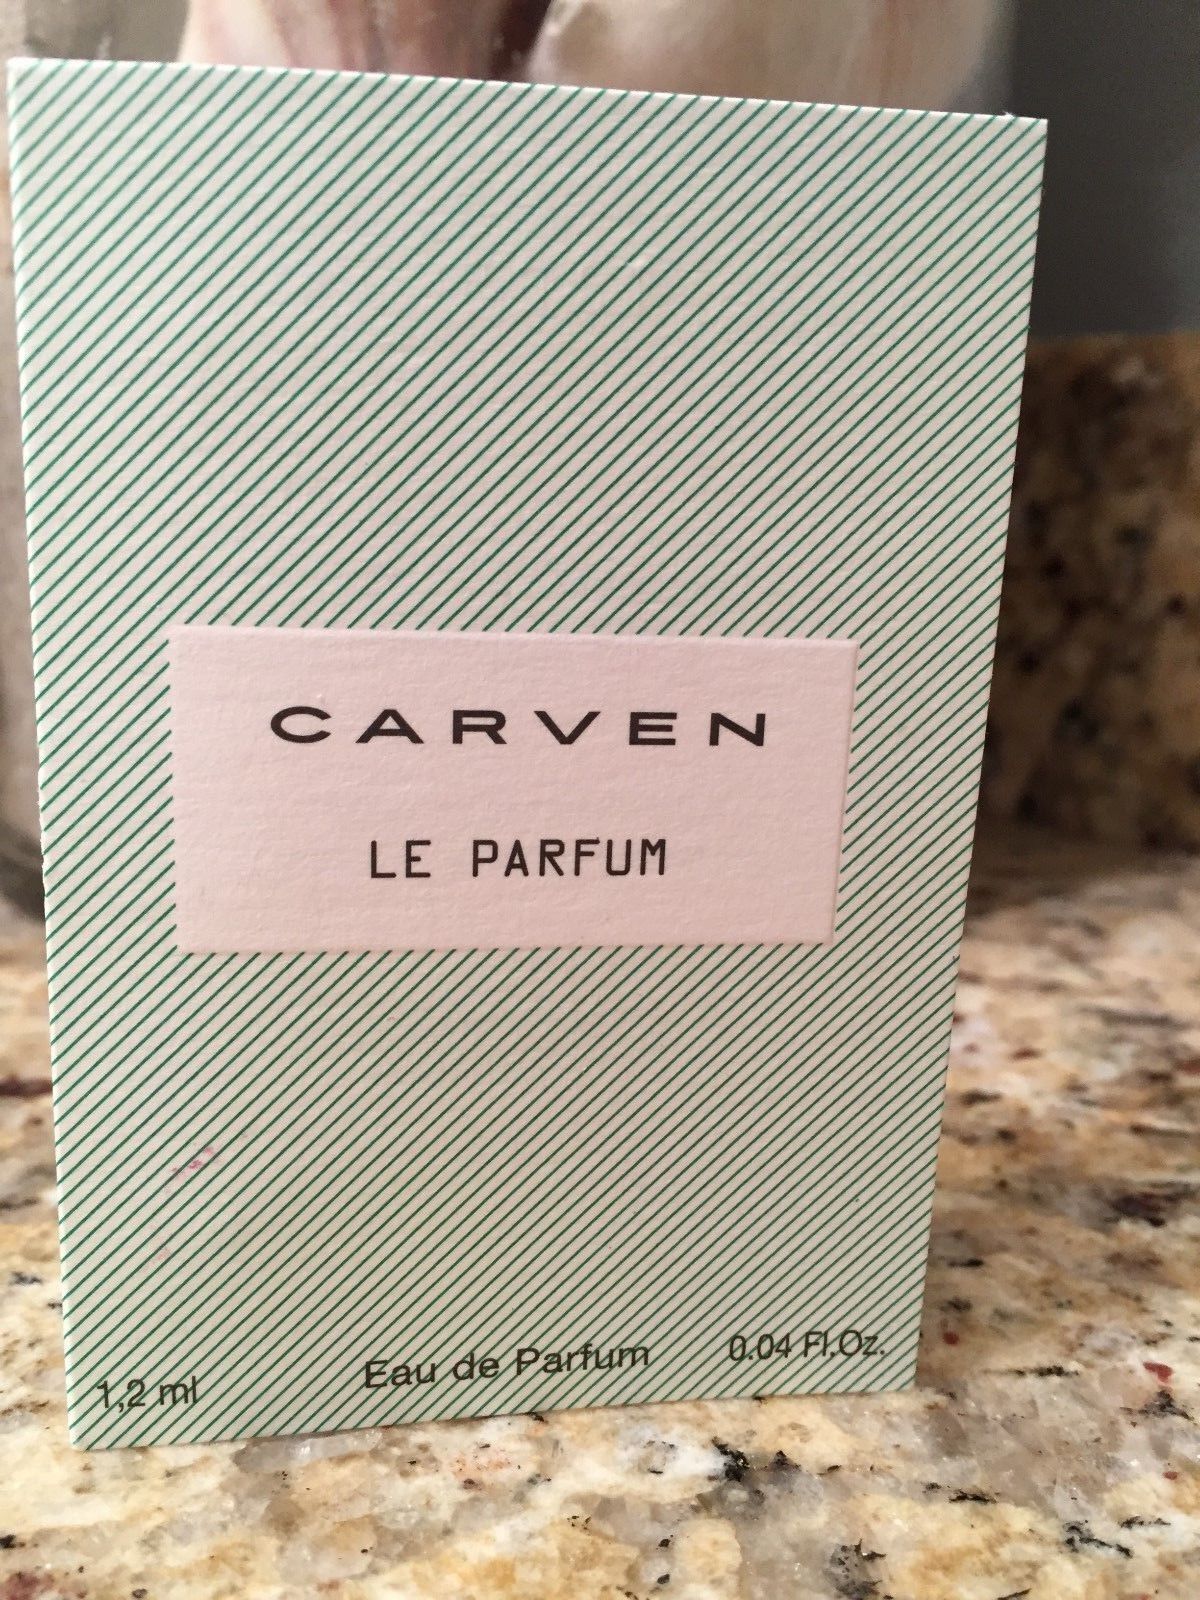 CARVEN
LE PARFUM
1,2 ml Eau de Parfum 0.04 Fl.Oz.